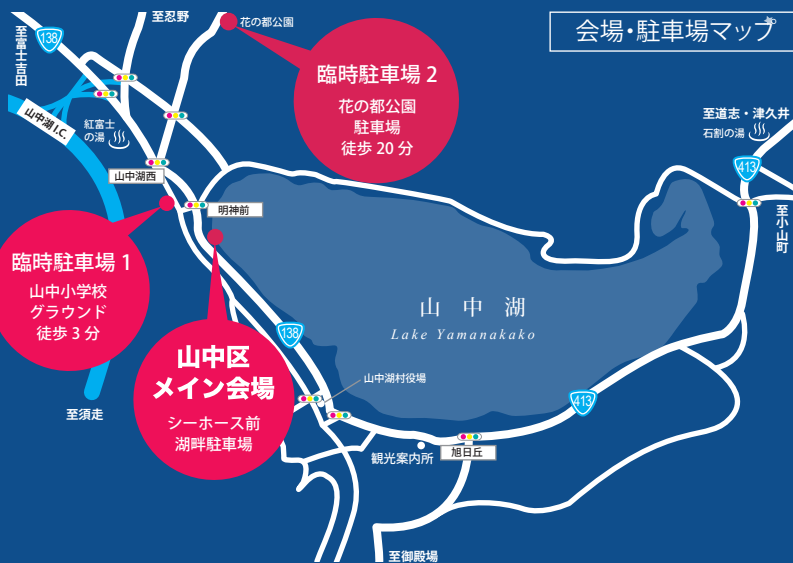 会場・駐車場マップ
至忍野
花の都公園
至富士吉田
138
臨時駐車場 2
花の都公園
駐車場
徒歩 20 分
至道志・津久井
石割の湯
413
至小山町
山中湖 I.C.
紅富士
の湯
山中湖西
明神前
臨時駐車場 1
山中小学校
グラウンド
徒歩 3 分
山 中 湖
Lake Yamanakako
138
山中区
メイン会場
シーホース前
湖畔駐車場
山中湖村役場
413
至須走
観光案内所
旭日丘
至御殿場